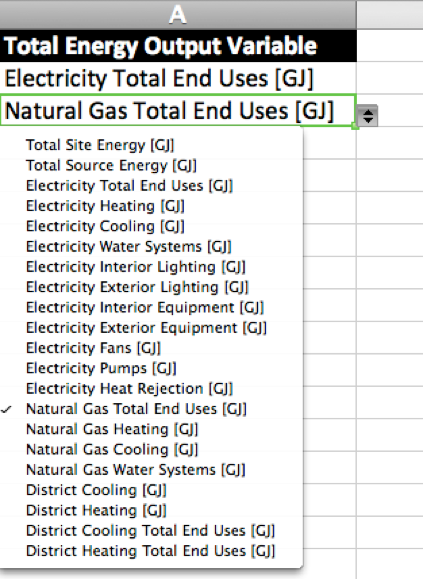 A
Total Energy Output Variable
Electricity Total End Uses [GJ]
Natural Gas Total End Uses [GJ]
Total Site Energy [GJ]
Total Source Energy [GJ]
Electricity Total End Uses [GJ]
Electricity Heating [GJ]
Electricity Cooling [GJ]
Electricity Water Systems [GJ]
Electricity Interior Lighting [GJ]
Electricity Exterior Lighting [GJ]
Electricity Interior Equipment [GJ]
Electricity Exterior Equipment [GJ]
Electricity Fans [GJ]
Electricity Pumps [GJ]
Electricity Heat Rejection [GJ]
✓ Natural Gas Total End Uses [GJ]
Natural Gas Heating [GJ]
Natural Gas Cooling [GJ]
Natural Gas Water Systems [GJ]
District Cooling [GJ]
District Heating [GJ]
District Cooling Total End Uses [GJ]
District Heating Total End Uses [GJ]